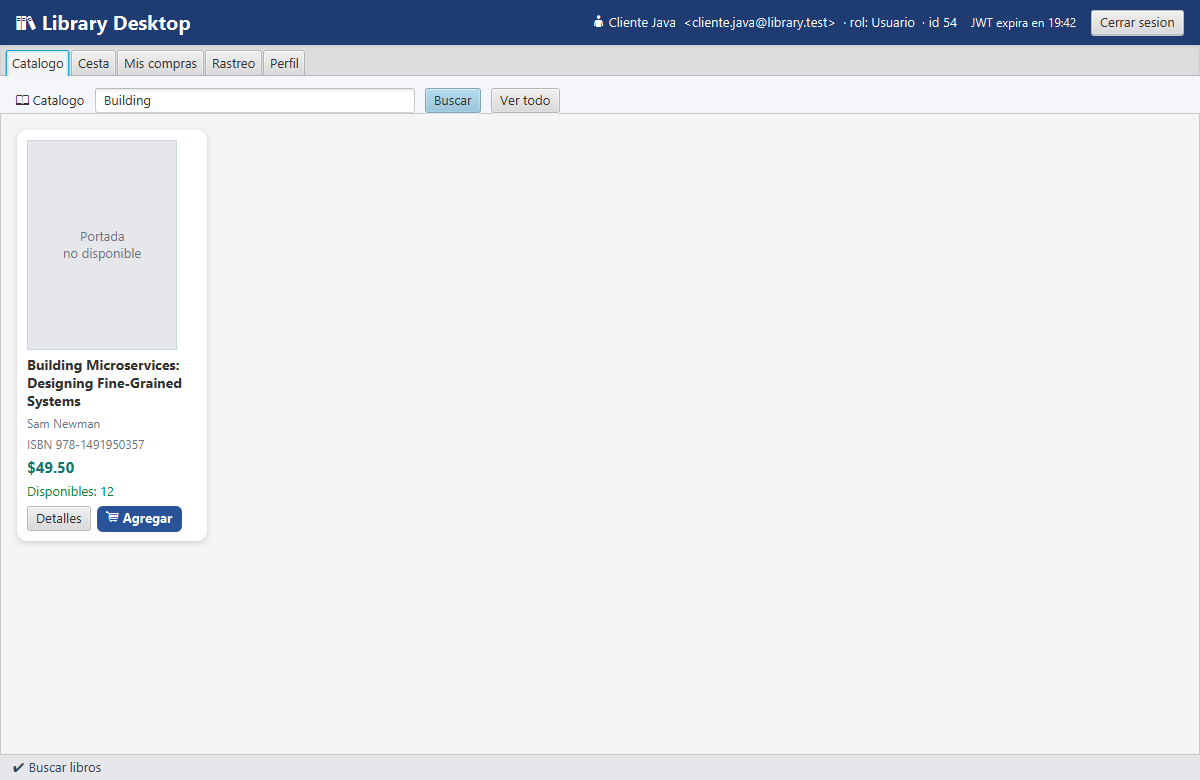 Library Desktop
Cliente Java <cliente.java@library.test> · rol: Usuario · id 54 JWT expira en 19:42 Cerrar sesion
Catalogo Cesta Mis compras Rastreo Perfil
Catalogo Building Buscar Ver todo
Portada
no disponible
Building Microservices:
Designing Fine-Grained
Systems
Sam Newman
ISBN 978-1491950357
$49.50
Disponibles: 12
Detalles Agregar
✔ Buscar libros